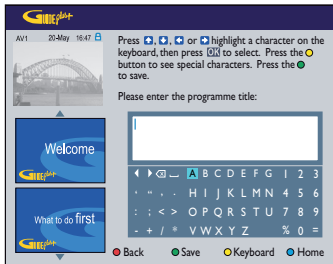 GUIDE Plus+
AV1 20-May 16:47
Press , , or highlight a character on the
keyboard, then press OK to select. Press the
button to see special characters. Press the
to save.
Please enter the programme title:
Welcome
GUIDE Plus+
What to do first
GUIDE Plus+
A B C D E F G 1 2 3
' " , . H I J K L M N 4 5 6
: ; < > O P Q R S T U 7 8 9
- + / * V W X Y Z % 0 =
Back Save Keyboard Home